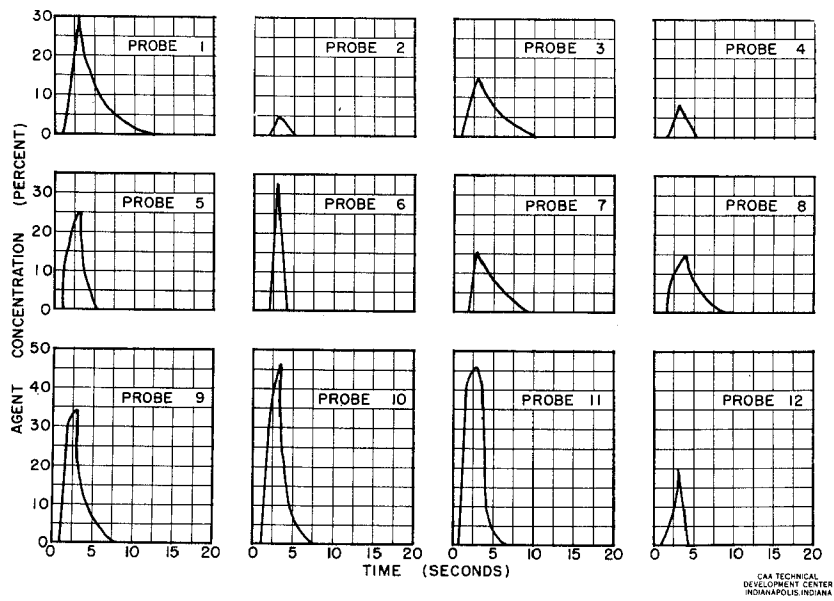 30
20
10
0
PROBE 1
PROBE 2
PROBE 3
PROBE 4
30
20
10
0
PROBE 5
PROBE 6
PROBE 7
PROBE 8
50
40
30
20
10
0
PROBE 9
PROBE 10
PROBE 11
PROBE 12
0 5 10 15 20
0 5 10 15 20
0 5 10 15 20
0 5 10 15 20
AGENT CONCENTRATION (PERCENT)
TIME (SECONDS)
CAA TECHNICAL
DEVELOPMENT CENTER
INDIANAPOLIS, INDIANA